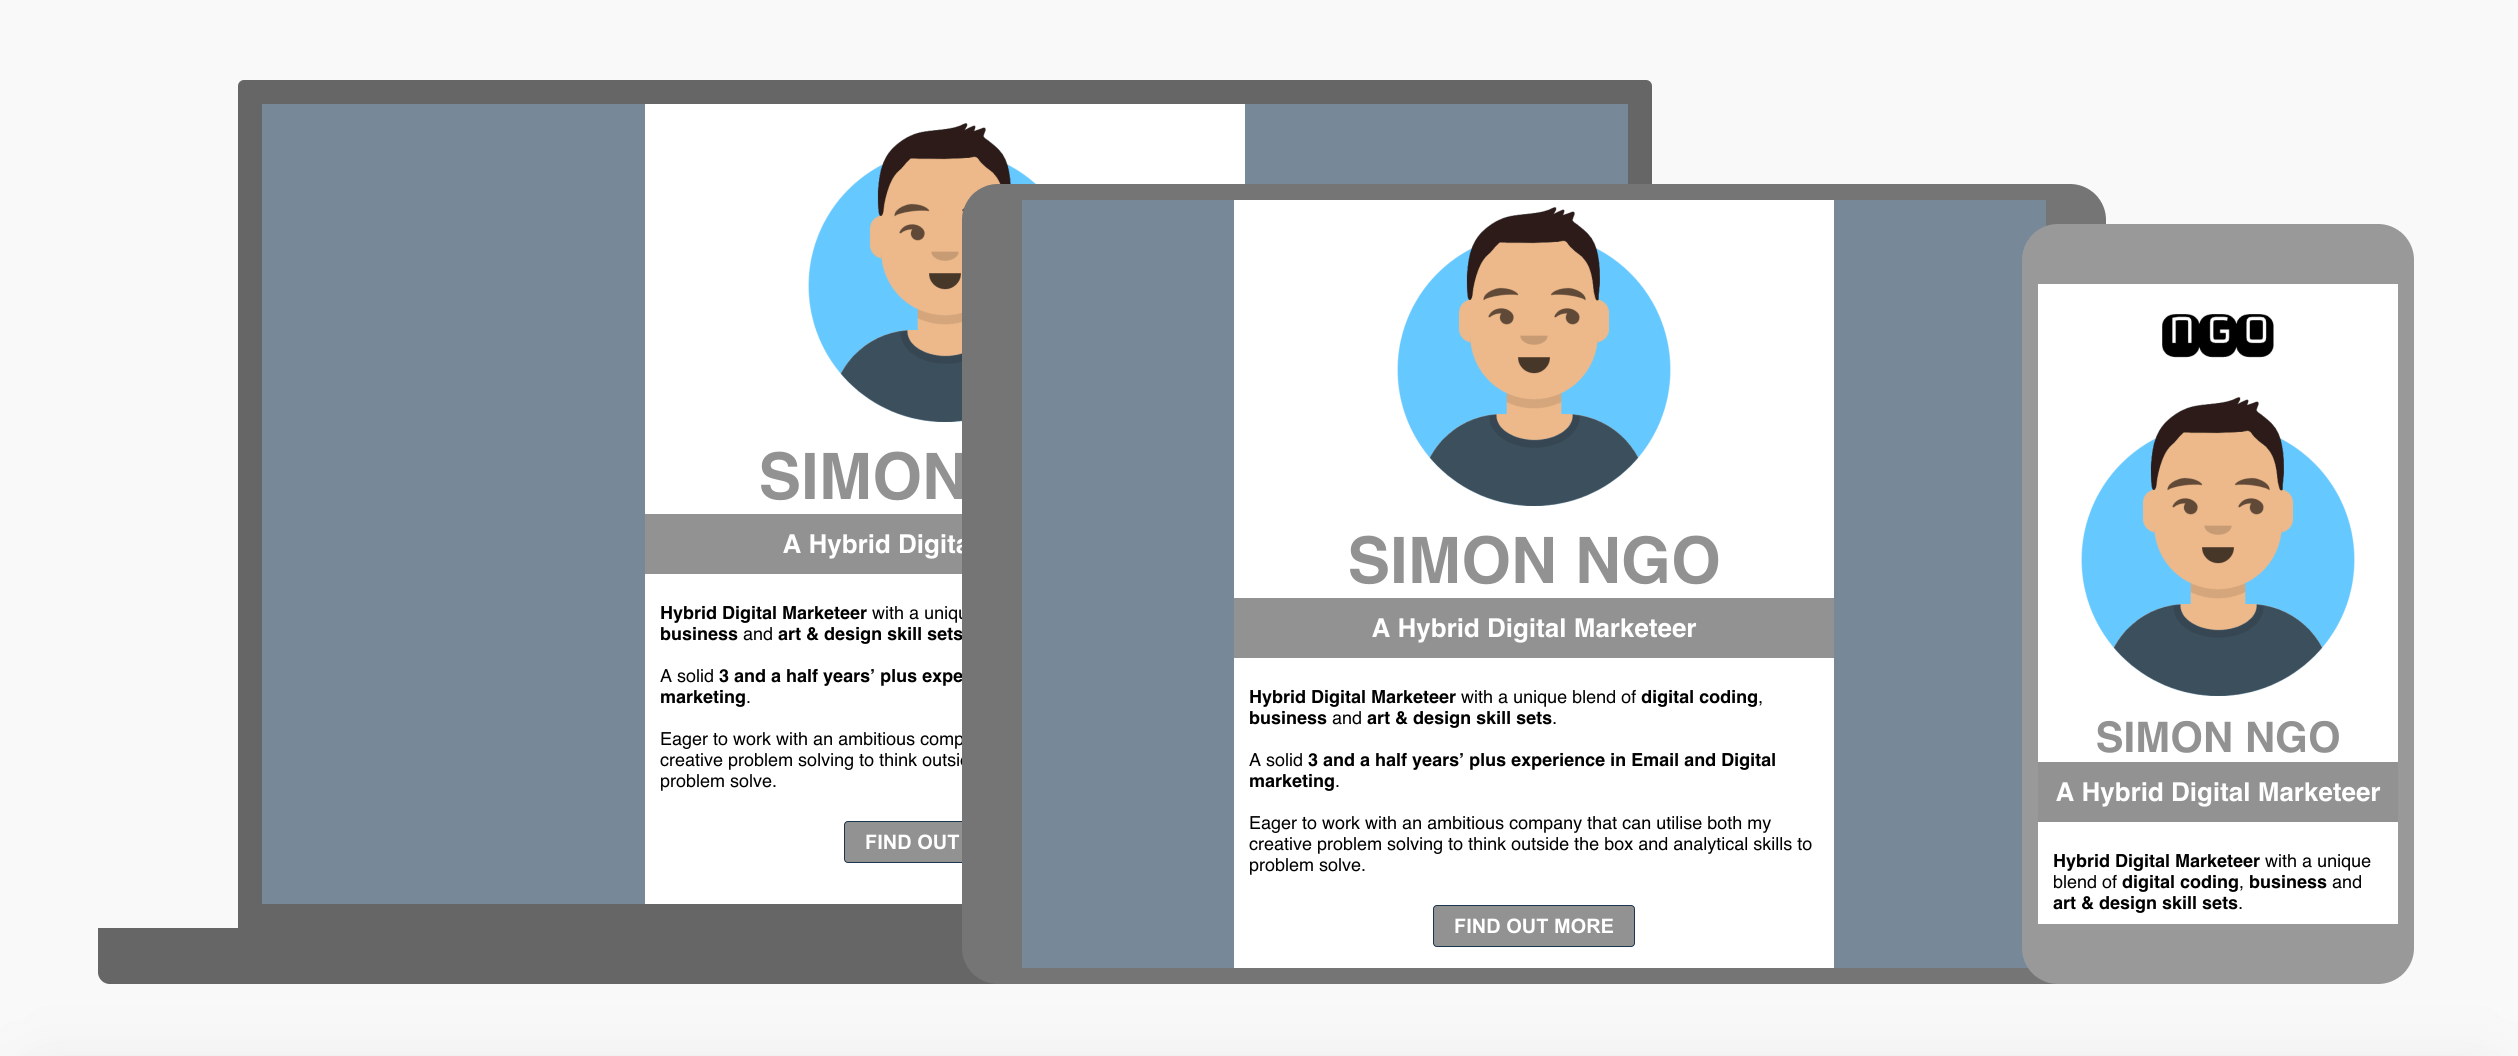 SIMON
A Hybrid Digita
Hybrid Digital Marketeer with a uniqu
business and art & design skill sets
A solid 3 and a half years’ plus expe
marketing.
Eager to work with an ambitious comp
creative problem solving to think outsi
problem solve.
FIND OUT
SIMON NGO
A Hybrid Digital Marketeer
Hybrid Digital Marketeer with a unique blend of digital coding,
business and art & design skill sets.
A solid 3 and a half years’ plus experience in Email and Digital
marketing.
Eager to work with an ambitious company that can utilise both my
creative problem solving to think outside the box and analytical skills to
problem solve.
FIND OUT MORE
NGO
SIMON NGO
A Hybrid Digital Marketeer
Hybrid Digital Marketeer with a unique
blend of digital coding, business and
art & design skill sets.